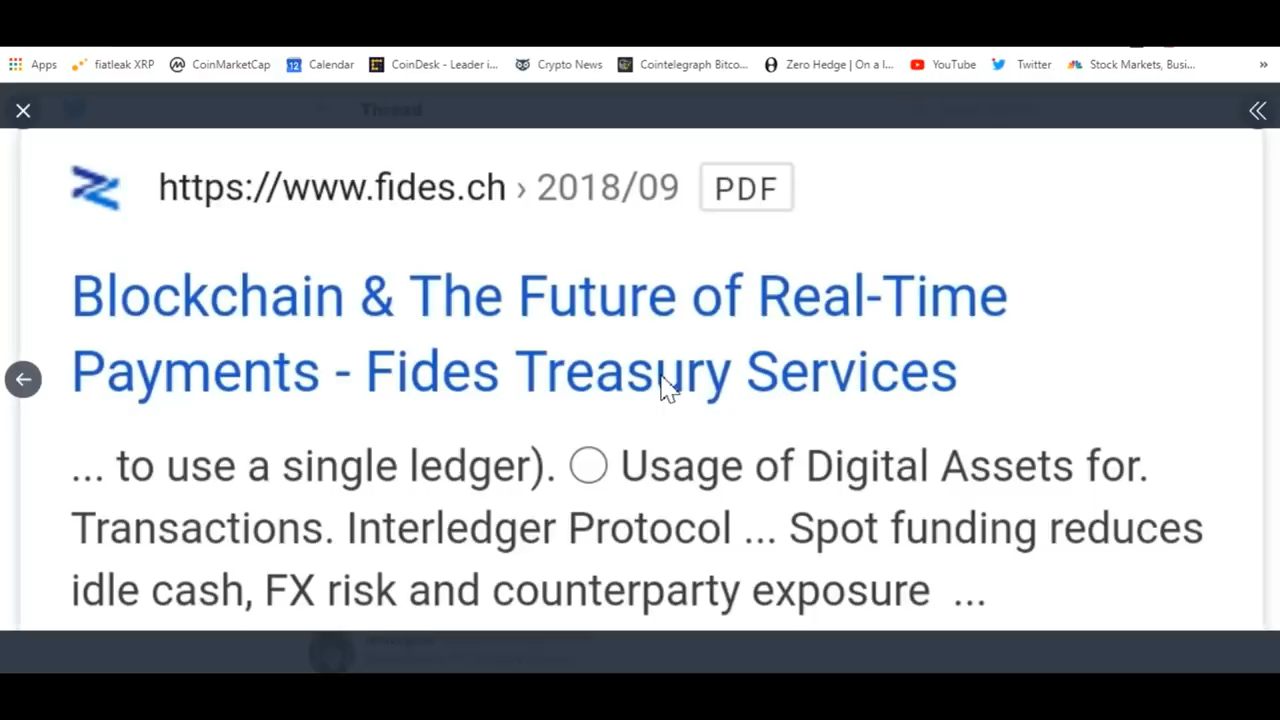 Apps fiatleak XRP CoinMarketCap 12 Calendar CoinDesk - Leader i... Crypto News Cointelegraph Bitco... Zero Hedge | On a l... YouTube Twitter Stock Markets, Busi... »
Thread
https://www.fides.ch › 2018/09 PDF
Blockchain & The Future of Real-Time
Payments - Fides Treasury Services
... to use a single ledger). ○ Usage of Digital Assets for.
Transactions. Interledger Protocol ... Spot funding reduces
idle cash, FX risk and counterparty exposure ...